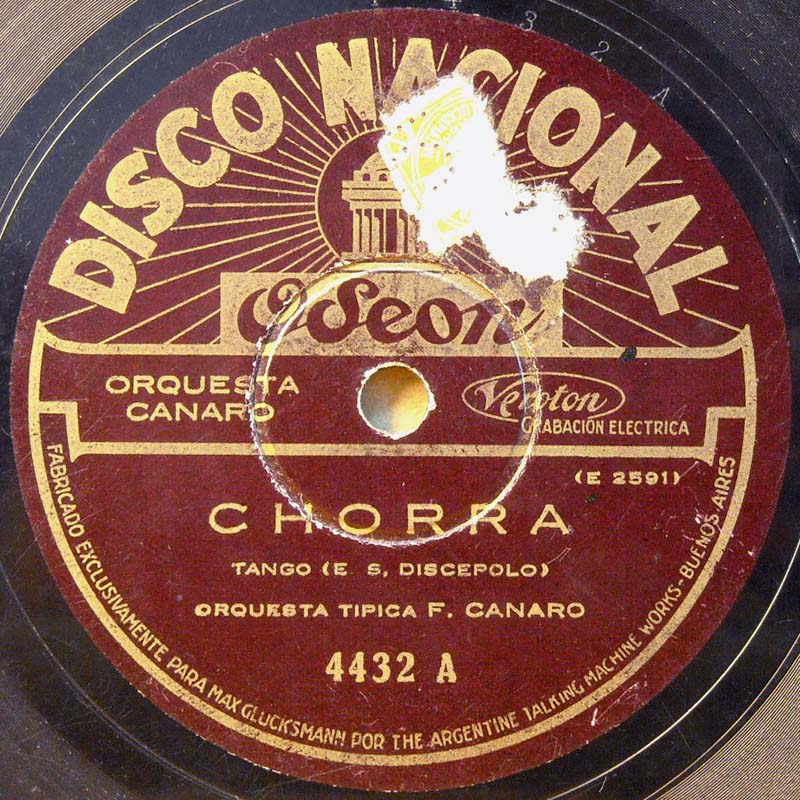 DISCO NACIONAL
Odeon
ORQUESTA
CANARO
Veroton
GRABACIÓN ELECTRICA
(E 2591)
CHORRA
TANGO (E. S, DISCEPOLO)
ORQUESTA TIPICA F. CANARO
4432 A
FABRICADO EXCLUSIVAMENTE PARA MAX GLUCKSMANN POR THE ARGENTINE TALKING MACHINE WORKS-BUENOS AIRES